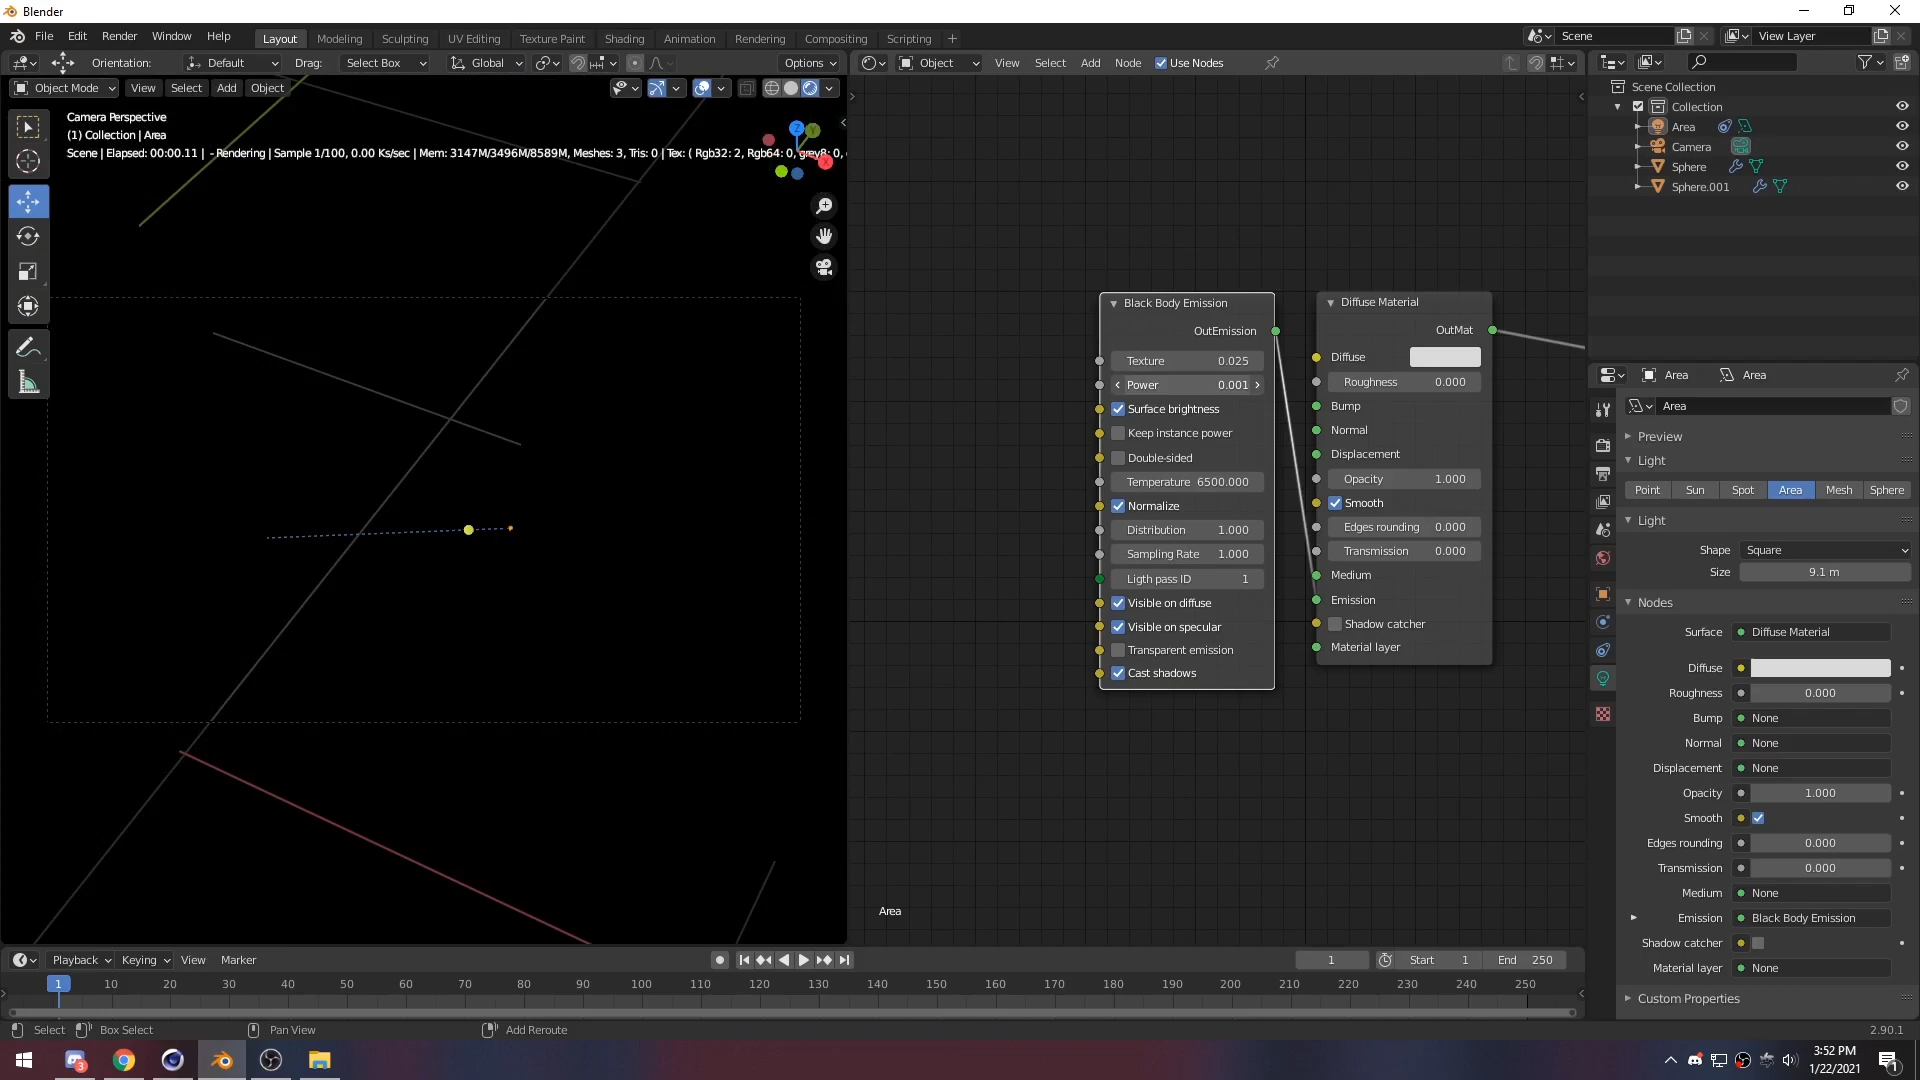 Blender
File Edit Render Window Help
Layout Modeling Sculpting UV Editing Texture Paint Shading Animation Rendering Compositing Scripting +
Scene
View Layer
Orientation: Default Drag: Select Box Global Options
Object View Select Add Node Use Nodes
Object Mode View Select Add Object
Camera Perspective
(1) Collection | Area
Scene | Elapsed: 00:00.11 | - Rendering | Sample 1/100, 0.00 Ks/sec | Mem: 3147M/3496M/8589M, Meshes: 3, Tris: 0 | Tex: ( Rgb32: 2, Rgb64: 0, grey8: 0,
Z
Y
X
Black Body Emission
OutEmission
Texture 0.025
Power 0.001
Surface brightness
Keep instance power
Double-sided
Temperature 6500.000
Normalize
Distribution 1.000
Sampling Rate 1.000
Ligth pass ID 1
Visible on diffuse
Visible on specular
Transparent emission
Cast shadows
Diffuse Material
OutMat
Diffuse
Roughness 0.000
Bump
Normal
Displacement
Opacity 1.000
Smooth
Edges rounding 0.000
Transmission 0.000
Medium
Emission
Shadow catcher
Material layer
Area
Scene Collection
Collection
Area
Camera
Sphere
Sphere.001
Area Area
Area
Preview
Light
Point Sun Spot Area Mesh Sphere
Light
Shape Square
Size 9.1 m
Nodes
Surface Diffuse Material
Diffuse
Roughness 0.000
Bump None
Normal None
Displacement None
Opacity 1.000
Smooth
Edges rounding 0.000
Transmission 0.000
Medium None
Emission Black Body Emission
Shadow catcher
Material layer None
Custom Properties
Playback Keying View Marker
1 Start 1 End 250
1 10 20 30 40 50 60 70 80 90 100 110 120 130 140 150 160 170 180 190 200 210 220 230 240 250
Select Box Select Pan View Add Reroute
2.90.1
3
3:52 PM
1/22/2021
1